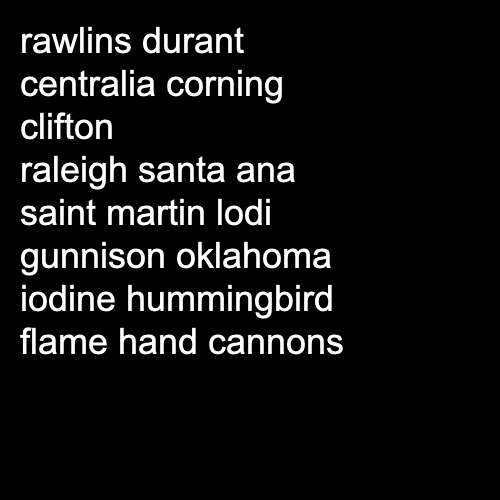 rawlins durant
centralia corning
clifton
raleigh santa ana
saint martin lodi
gunnison oklahoma
iodine hummingbird
flame hand cannons